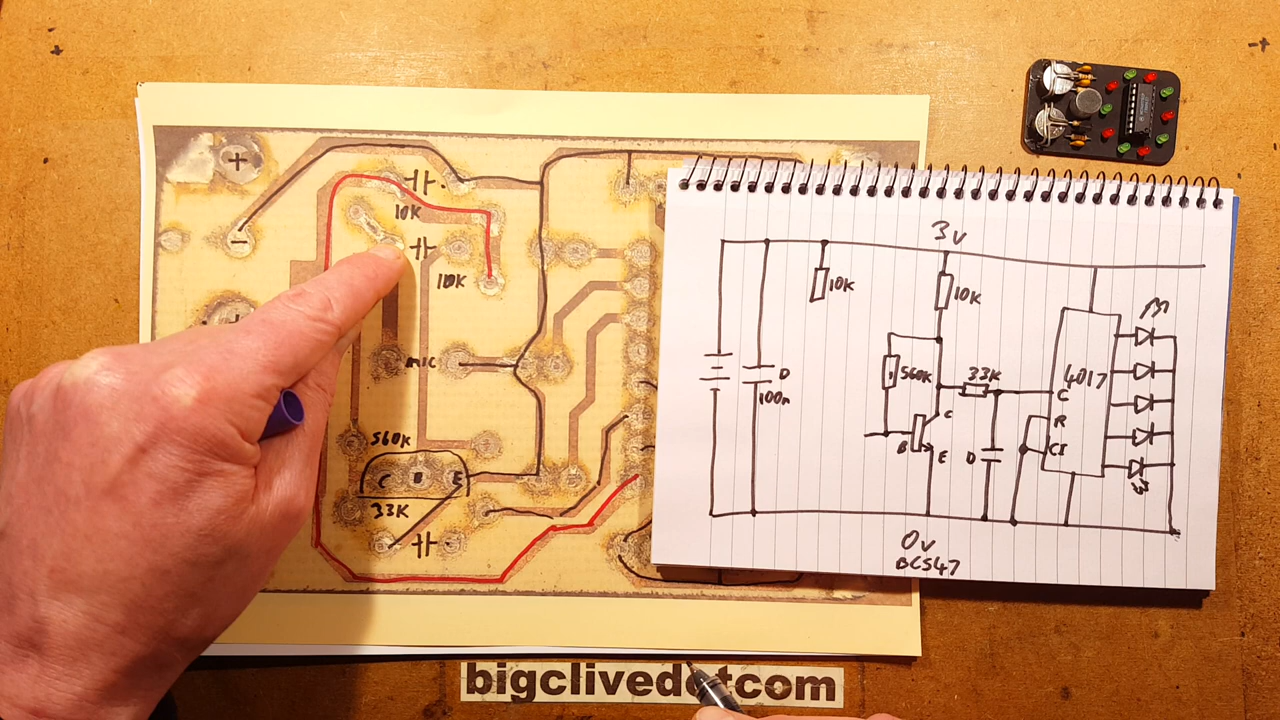 +
-
10K
10K
MIC
560K
C B E
33K
3v
10K
10K
560K
33K
100n
4017
C
R
CI
C
B
E
0v
BC547
bigclivedotcom